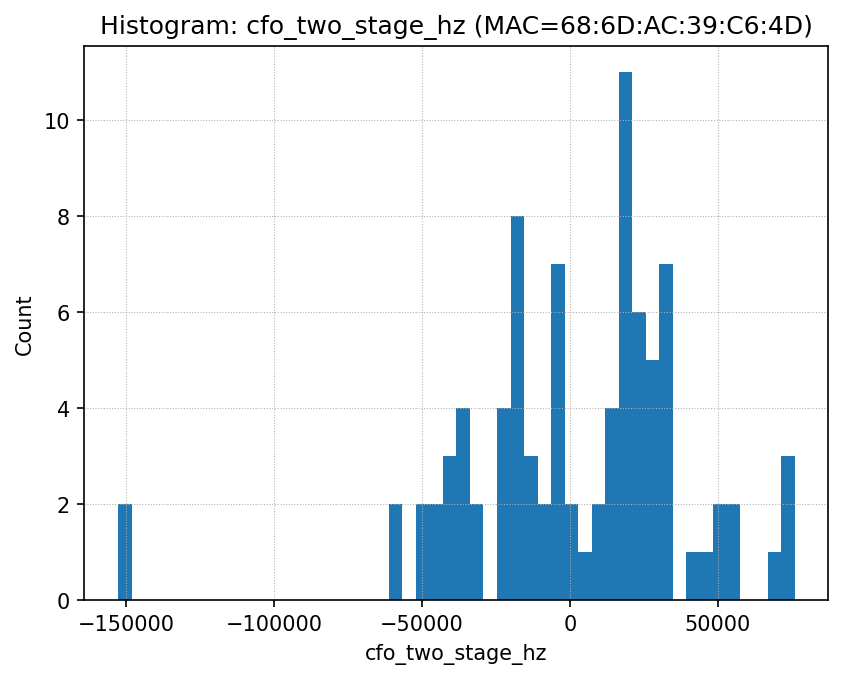 Histogram: cfo_two_stage_hz (MAC=68:6D:AC:39:C6:4D)
Count
10
8
6
4
2
0
−150000 −100000 −50000 0 50000
cfo_two_stage_hz